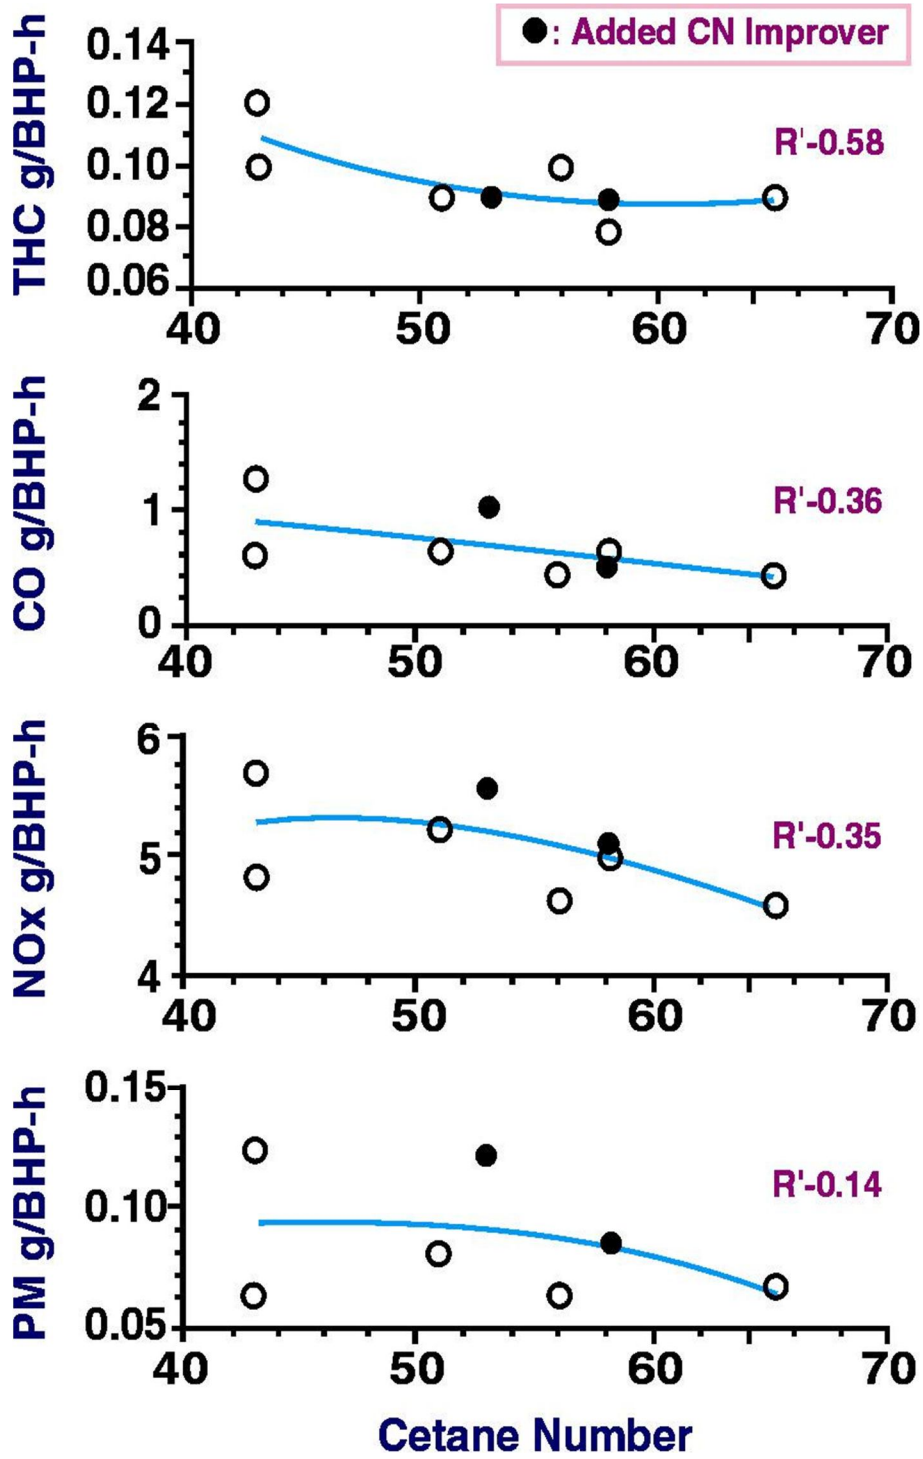 ●: Added CN Improver
THC g/BHP-h
0.14
0.12
0.10
0.08
0.06
R'-0.58
40 50 60 70
CO g/BHP-h
2
1
0
R'-0.36
40 50 60 70
NOx g/BHP-h
6
5
4
R'-0.35
40 50 60 70
PM g/BHP-h
0.15
0.10
0.05
R'-0.14
40 50 60 70
Cetane Number